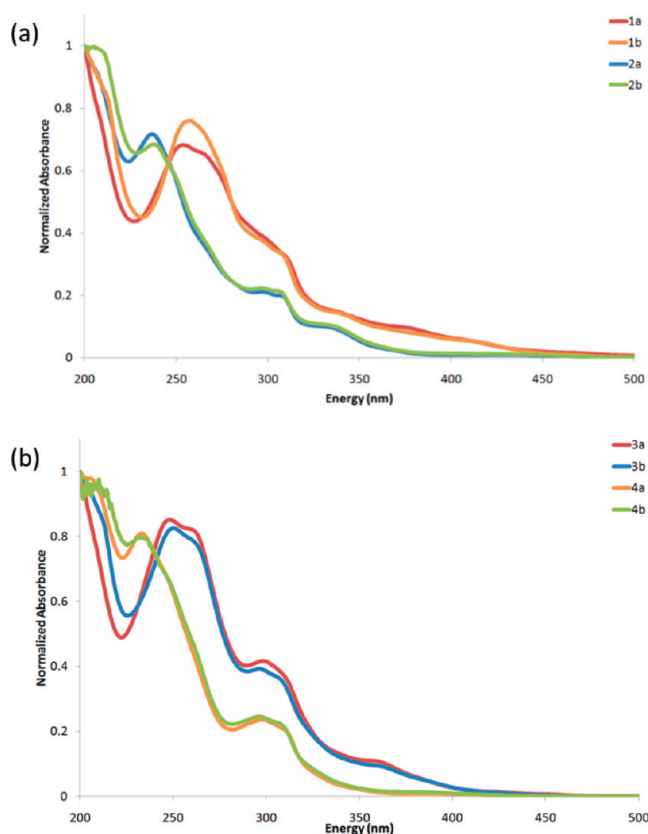 (a)
1a
1b
2a
2b
Normalized Absorbance
1
0.8
0.6
0.4
0.2
0
200 250 300 350 400 450 500
Energy (nm)
(b)
3a
3b
4a
4b
Normalized Absorbance
1
0.8
0.6
0.4
0.2
0
200 250 300 350 400 450 500
Energy (nm)